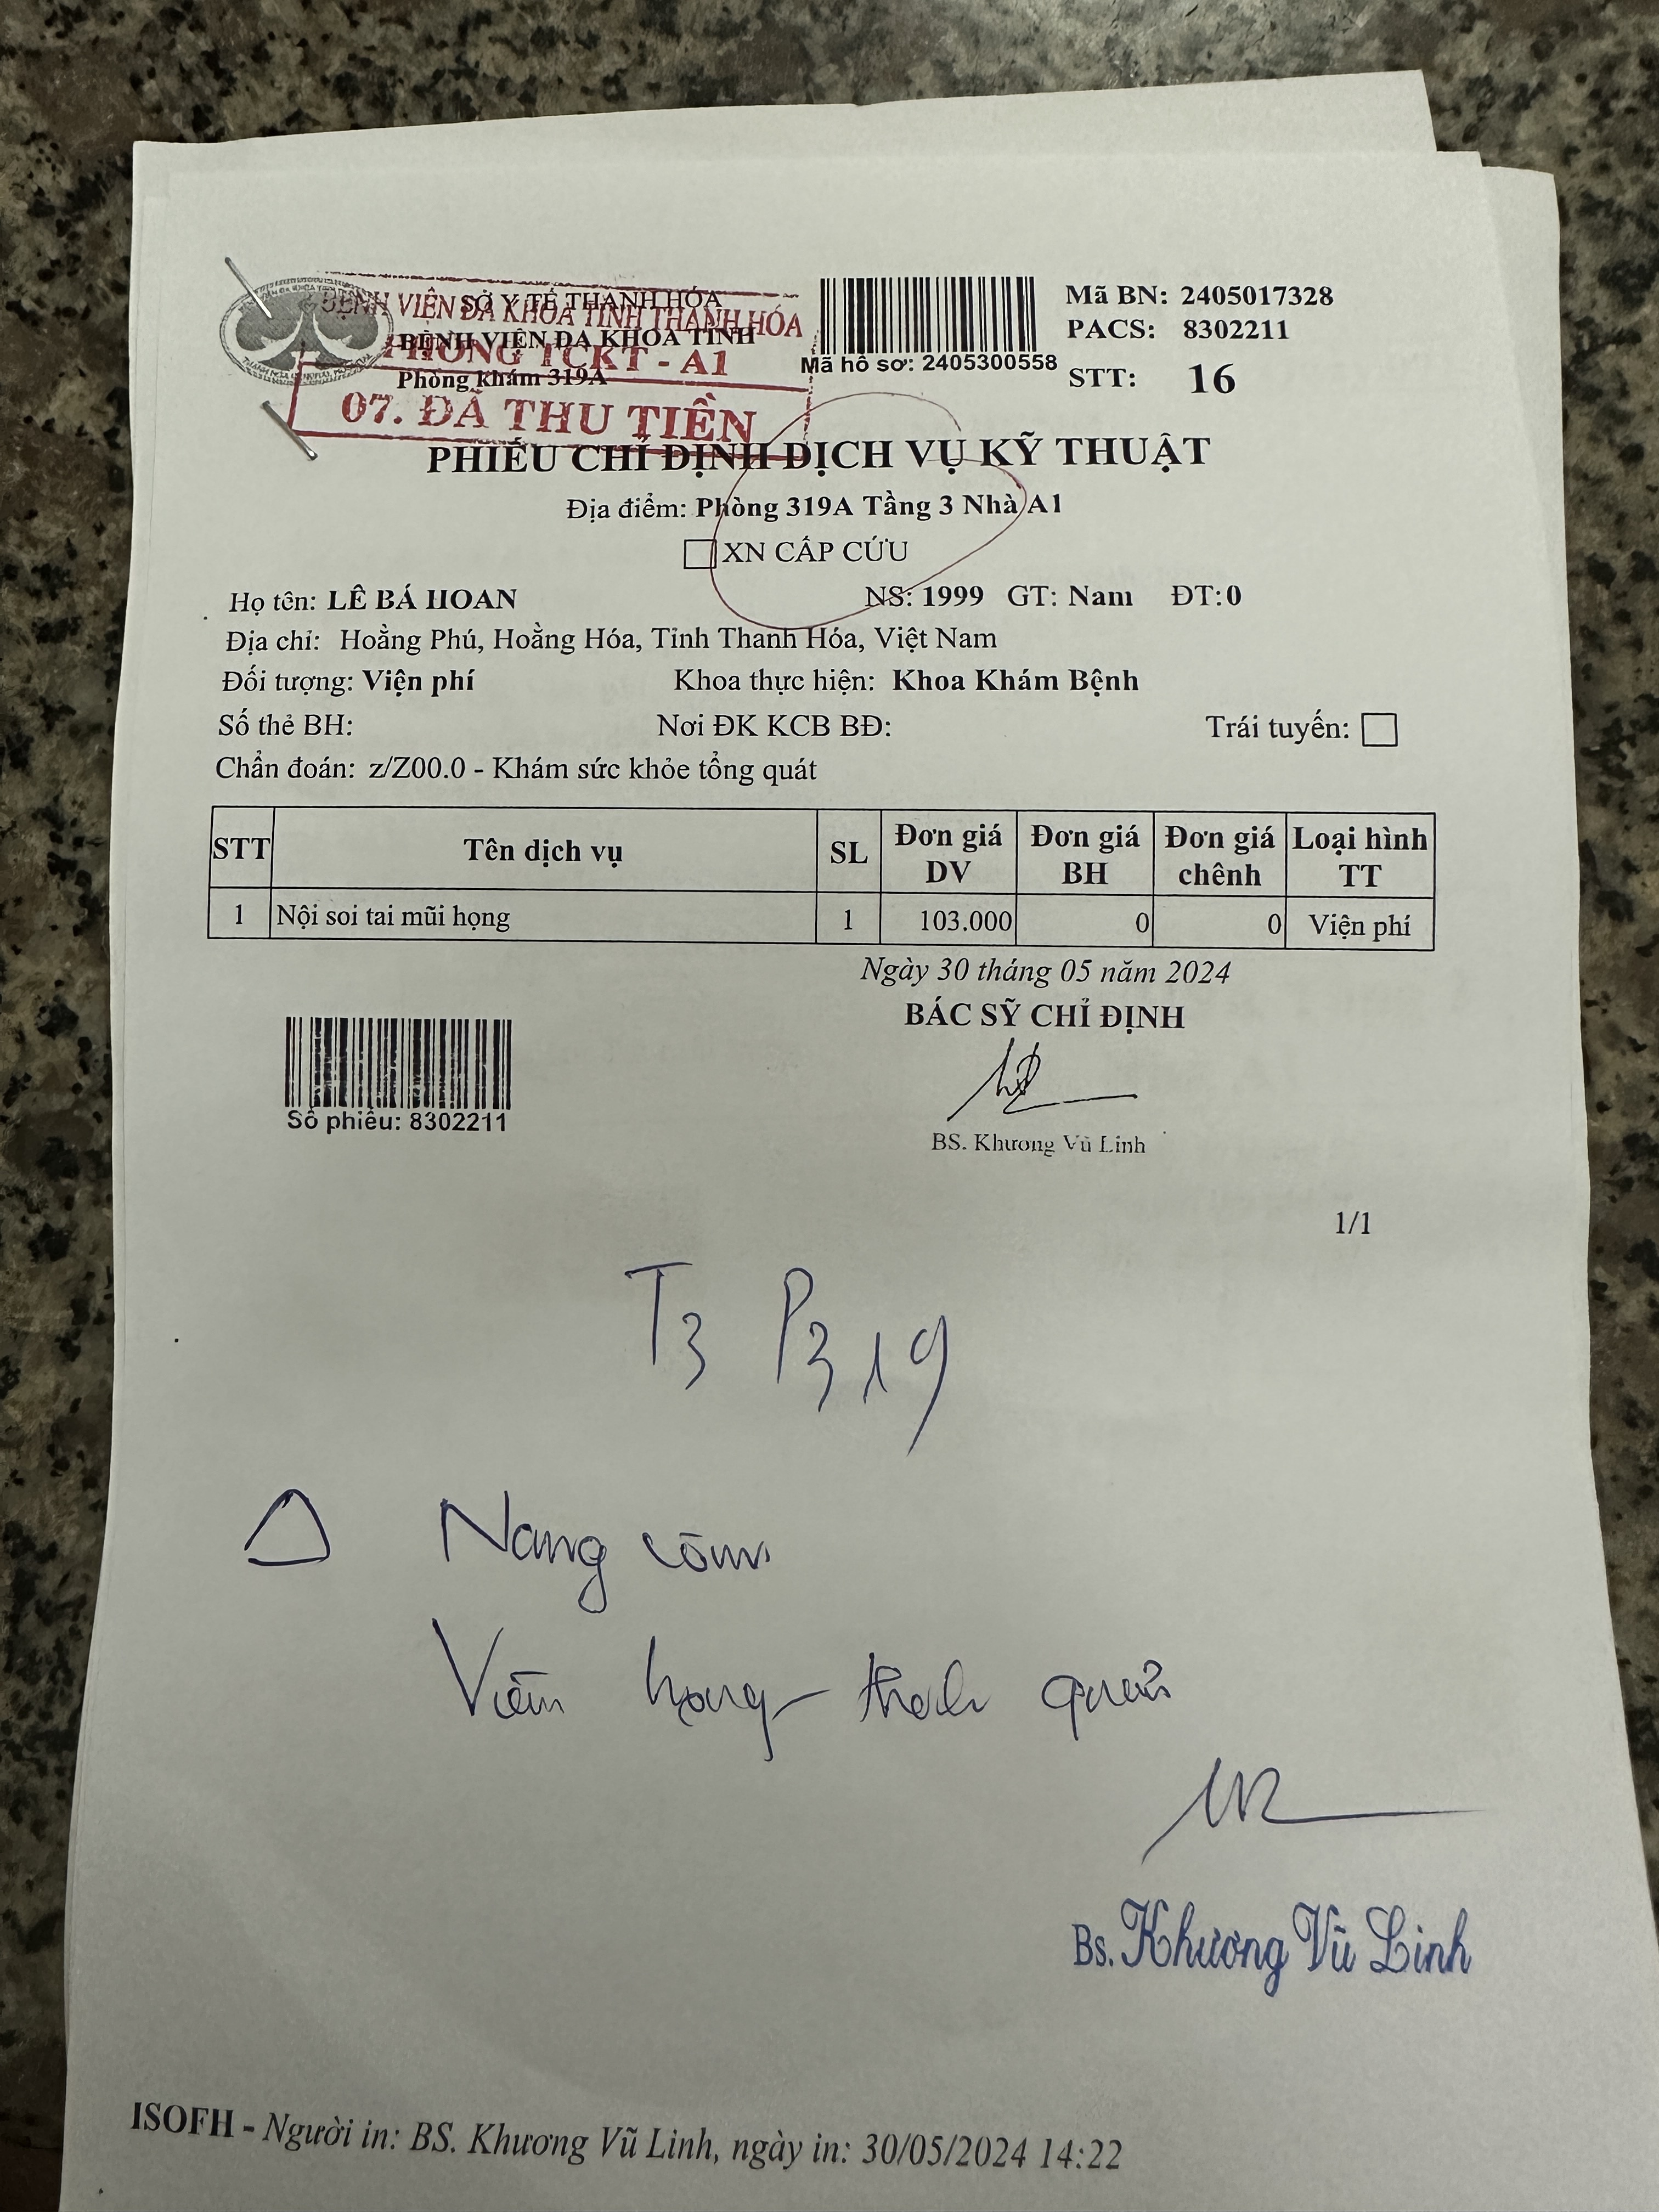 SỞ Y TẾ THANH HÓA
BỆNH VIỆN ĐA KHOA TỈNH
Phòng khám 319A
BỆNH VIỆN ĐA KHOA TỈNH THANH HÓA
PHÒNG TCKT - A1
07. ĐÃ THU TIỀN
Mã hồ sơ: 2405300558
Mã BN: 2405017328
PACS: 8302211
STT: 16
PHIẾU CHỈ ĐỊNH DỊCH VỤ KỸ THUẬT
Địa điểm: Phòng 319A Tầng 3 Nhà A1
XN CẤP CỨU
Họ tên: LÊ BÁ HOAN NS: 1999 GT: Nam ĐT:0
Địa chỉ: Hoằng Phú, Hoằng Hóa, Tỉnh Thanh Hóa, Việt Nam
Đối tượng: Viện phí Khoa thực hiện: Khoa Khám Bệnh
Số thẻ BH: Nơi ĐK KCB BĐ: Trái tuyến:
Chẩn đoán: z/Z00.0 - Khám sức khỏe tổng quát
STT Tên dịch vụ SL Đơn giá DV Đơn giá BH Đơn giá chênh Loại hình TT
1 Nội soi tai mũi họng 1 103.000 0 0 Viện phí
Ngày 30 tháng 05 năm 2024
BÁC SỸ CHỈ ĐỊNH
Số phiếu: 8302211
BS. Khương Vũ Linh
1/1
T3 P319
Nang
Viêm họng - thanh quản
Bs. Khương Vũ Linh
ISOFH - Người in: BS. Khương Vũ Linh, ngày in: 30/05/2024 14:22